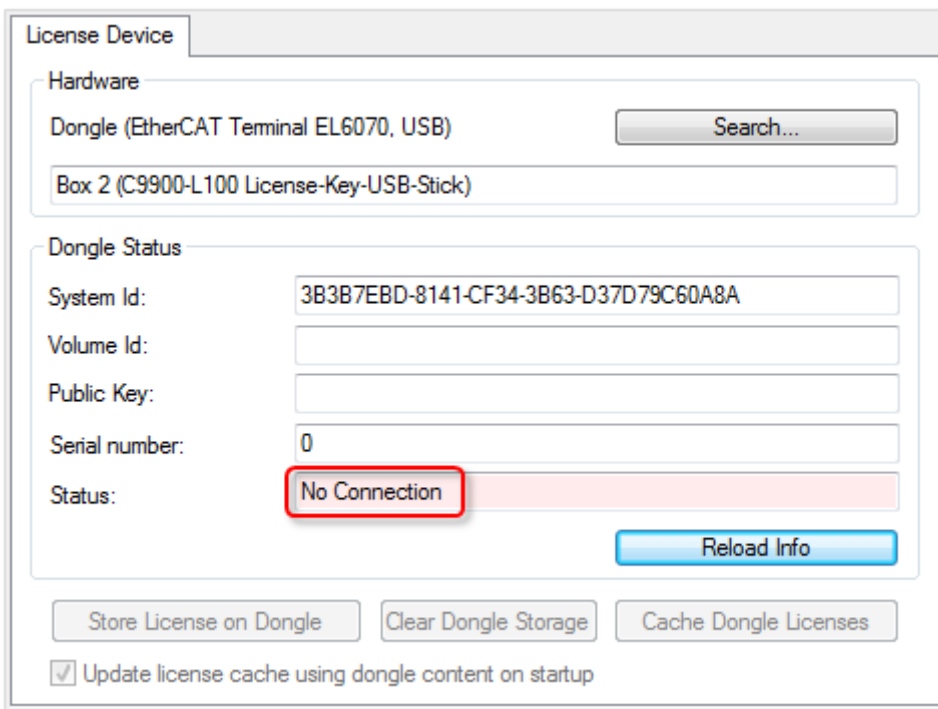 License Device
Hardware
Dongle (EtherCAT Terminal EL6070, USB)
Search...
Box 2 (C9900-L100 License-Key-USB-Stick)
Dongle Status
System Id:
3B3B7EBD-8141-CF34-3B63-D37D79C60A8A
Volume Id:
Public Key:
Serial number:
0
Status:
No Connection
Reload Info
Store License on Dongle
Clear Dongle Storage
Cache Dongle Licenses
Update license cache using dongle content on startup